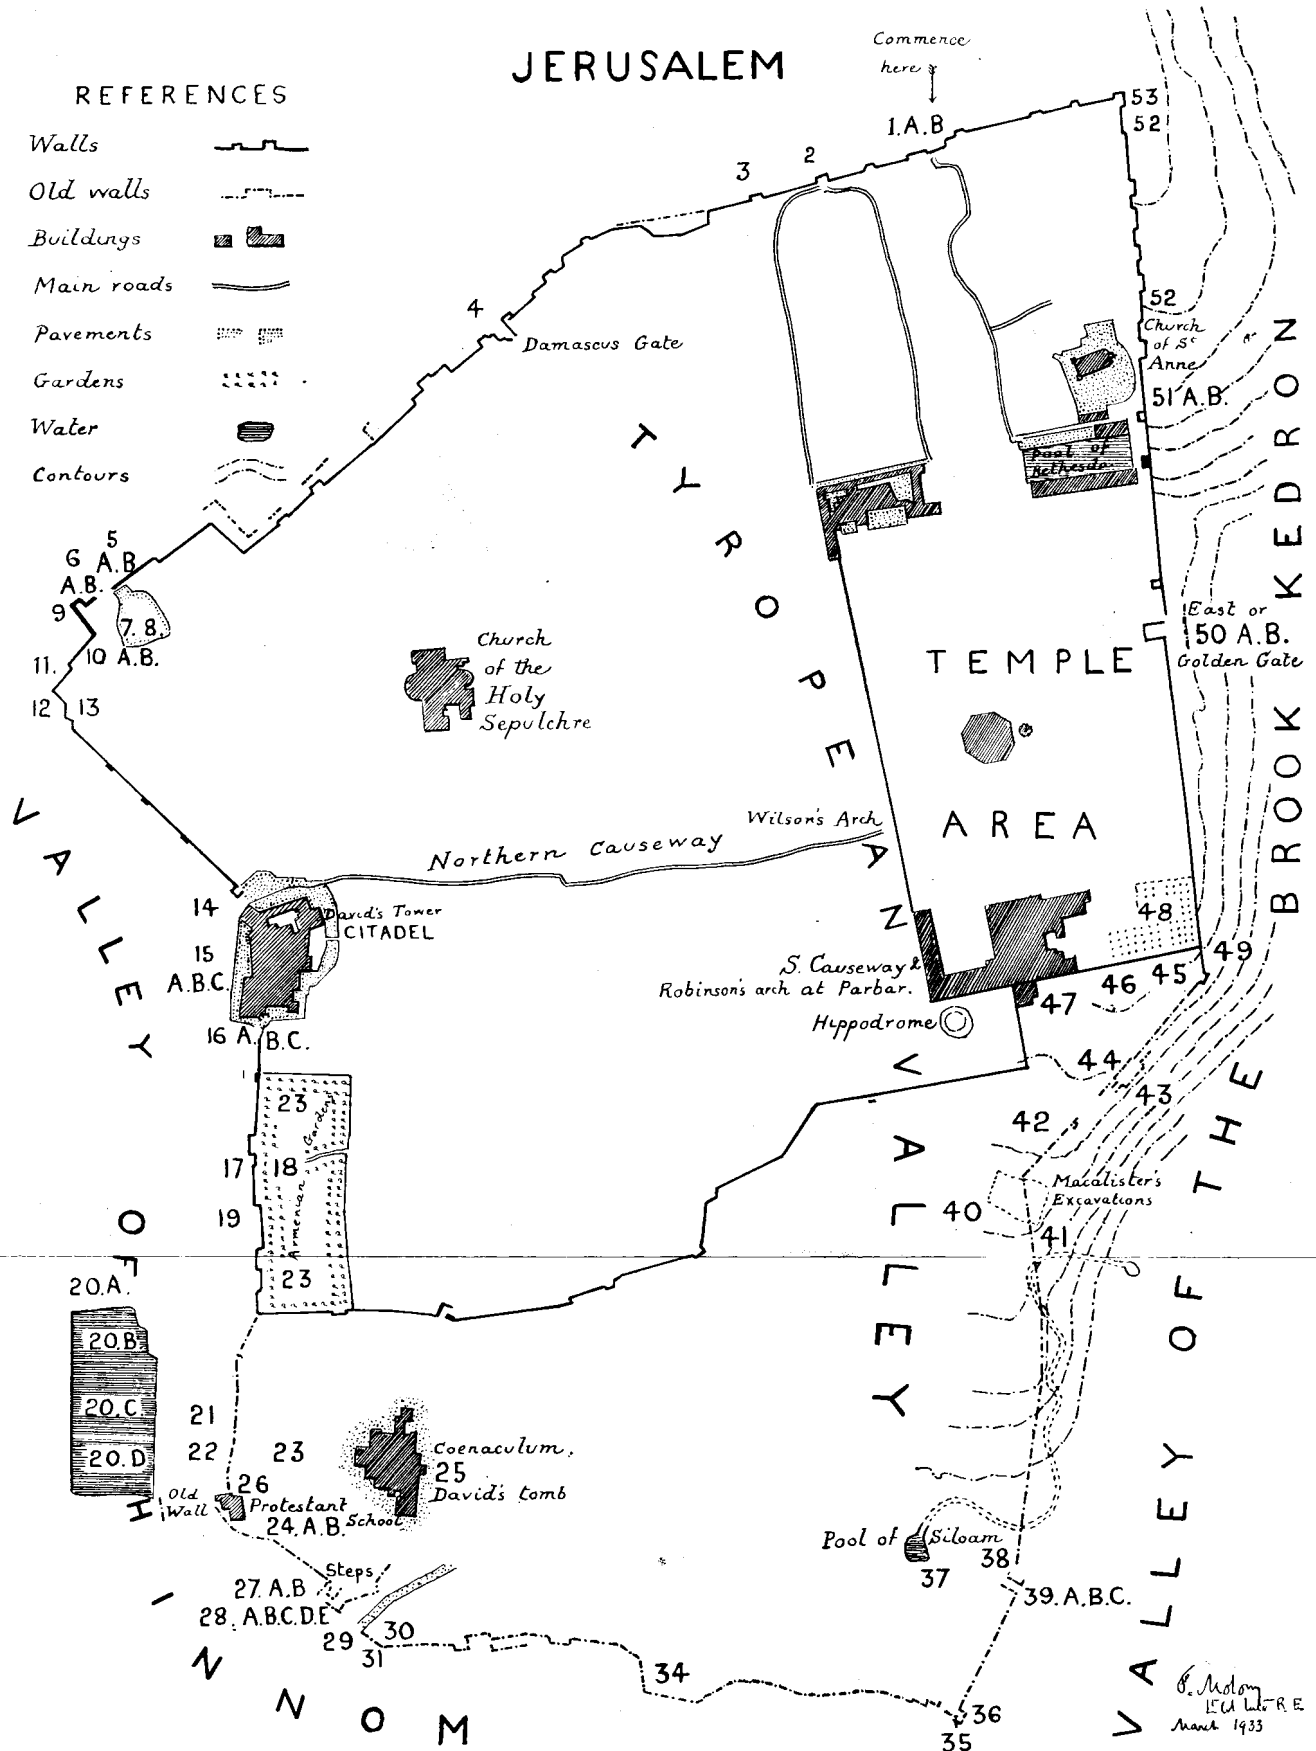 JERUSALEM
Commence
here
REFERENCES
Walls
Old walls
Buildings
Main roads
Pavements
Gardens
Water
Contours
53
52
1.A.B
2
3
4
Damascus Gate
52
Church
of St
Anne
51 A.B.
Pool of
Bethesda
5
A.B
6
A.B.
9
7. 8.
10 A.B.
11.
12
13
Church
of the
Holy
Sepulchre
TYROPEAN VALLEY
TEMPLE
AREA
East or
50 A.B.
Golden Gate
VALLEY OF THE BROOK KEDRON
VALLEY OF HINNOM
Wilson's Arch
Northern Causeway
14
David's Tower
CITADEL
15
A.B.C.
16 A. B.C.
S. Causeway &
Robinson's arch at Parbar.
Hippodrome
48
49
45
46
47
44
43
42
Macalister's
Excavations
40
41
23
17
18
19
Armenian Gardens
23
20.A.
20.B.
20.C.
20.D
21
22
23
Coenaculum.
25
David's tomb
Old
Wall
26
Protestant
School
24.A.B.
Steps
27. A.B
28. A.B.C.D.E
29
30
31
34
Pool of Siloam
37
38
39. A.B.C.
36
35
March 1933